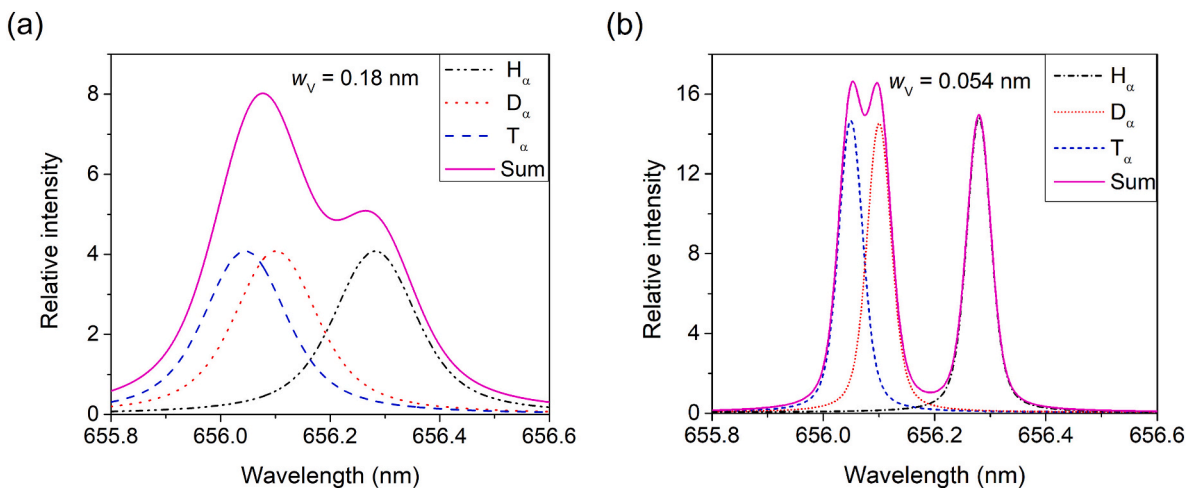 (a)
w_V = 0.18 nm
H_α
D_α
T_α
Sum
Relative intensity
8
6
4
2
0
655.8
656.0
656.2
656.4
656.6
Wavelength (nm)
(b)
w_V = 0.054 nm
H_α
D_α
T_α
Sum
Relative intensity
16
12
8
4
0
655.8
656.0
656.2
656.4
656.6
Wavelength (nm)